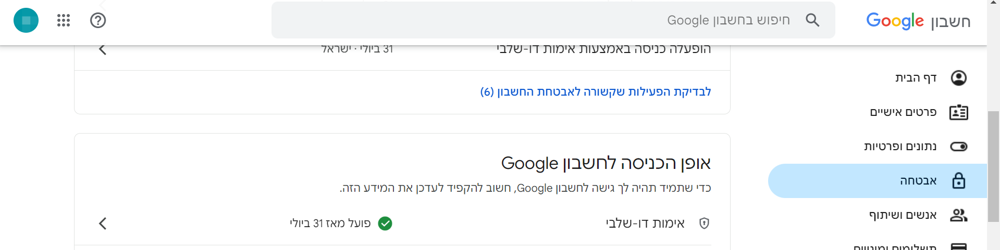 חשבון Google
חיפוש בחשבון Google
הופעלה כניסה באמצעות אימות דו-שלבי
31 ביולי · ישראל
לבדיקת הפעילות שקשורה לאבטחת החשבון (6)
אופן הכניסה לחשבון Google
כדי שתמיד תהיה לך גישה לחשבון Google, חשוב להקפיד לעדכן את המידע הזה.
אימות דו-שלבי
פועל מאז 31 ביולי
דף הבית
פרטים אישיים
נתונים ופרטיות
אבטחה
אנשים ושיתוף